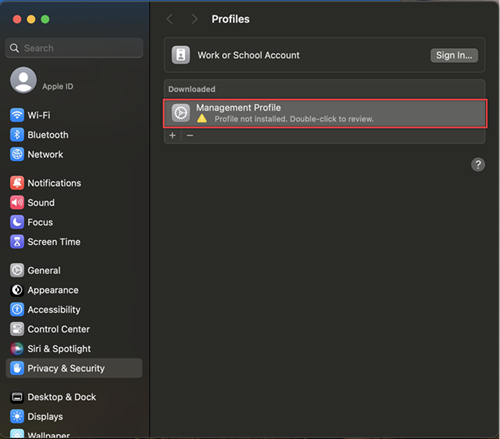 Profiles
Search
Apple ID
Wi-Fi
Bluetooth
Network
Notifications
Sound
Focus
Screen Time
General
Appearance
Accessibility
Control Center
Siri & Spotlight
Privacy & Security
Desktop & Dock
Displays
Wallpaper
Work or School Account
Sign In...
Downloaded
Management Profile
Profile not installed. Double-click to review.
+ −
?